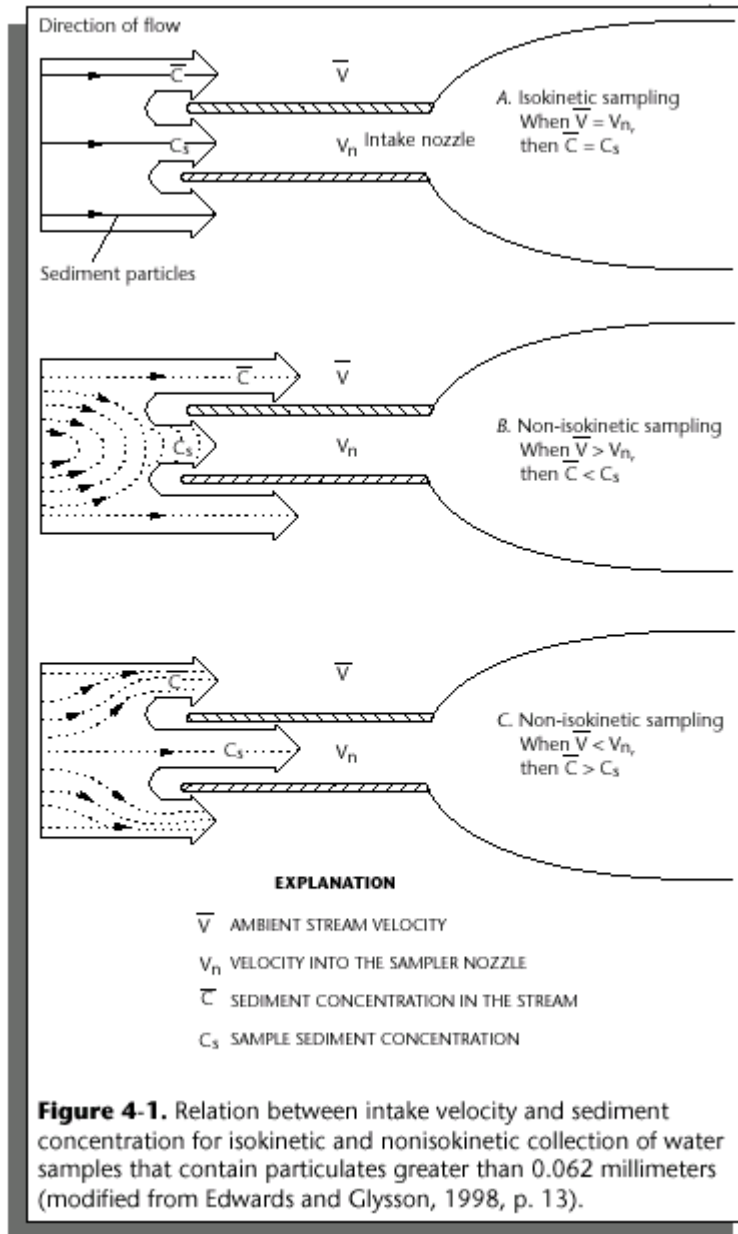 Direction of flow
C̅
V̅
A. Isokinetic sampling
When V̅ = Vn,
then C̅ = Cs
Cs
Vn Intake nozzle
Sediment particles
C̅
V̅
B. Non-isokinetic sampling
When V̅ > Vn,
then C̅ < Cs
Cs
Vn
C̅
V̅
C. Non-isokinetic sampling
When V̅ < Vn,
then C̅ > Cs
Cs
Vn
EXPLANATION
V̅ AMBIENT STREAM VELOCITY
Vn VELOCITY INTO THE SAMPLER NOZZLE
C̅ SEDIMENT CONCENTRATION IN THE STREAM
Cs SAMPLE SEDIMENT CONCENTRATION
Figure 4-1. Relation between intake velocity and sediment
concentration for isokinetic and nonisokinetic collection of water
samples that contain particulates greater than 0.062 millimeters
(modified from Edwards and Glysson, 1998, p. 13).